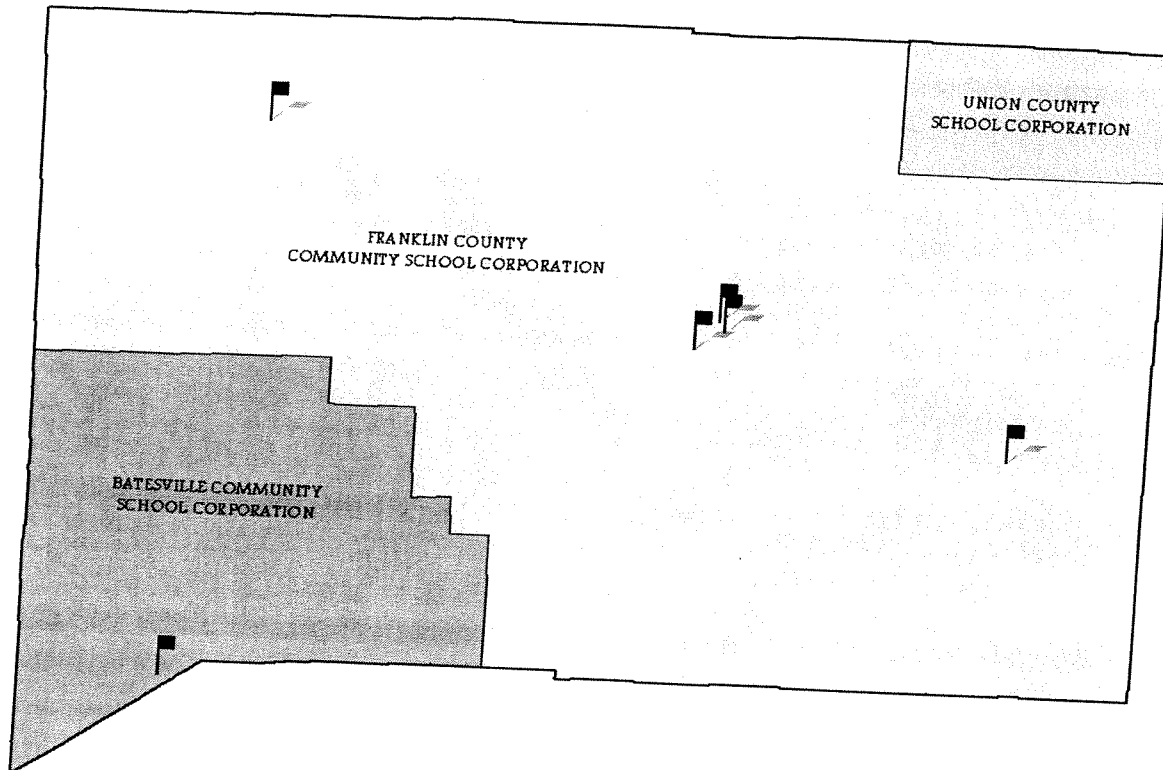 UNION COUNTY
SCHOOL CORPORATION
FRANKLIN COUNTY
COMMUNITY SCHOOL CORPORATION
BATESVILLE COMMUNITY
SCHOOL CORPORATION